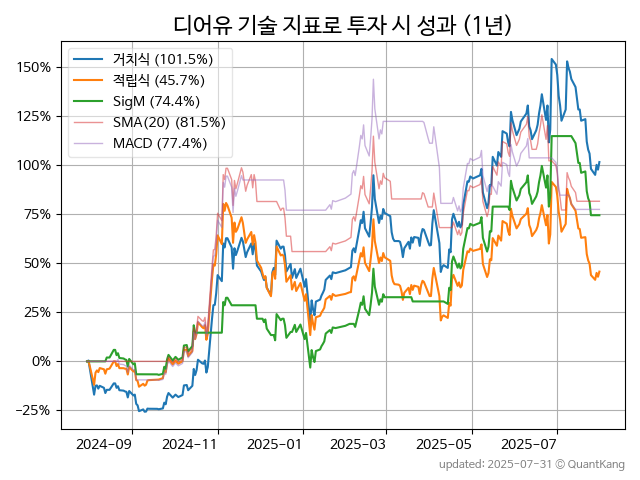 디어유 기술 지표로 투자 시 성과 (1년)
거치식 (101.5%)
적립식 (45.7%)
SigM (74.4%)
SMA(20) (81.5%)
MACD (77.4%)
150%
125%
100%
75%
50%
25%
0%
−25%
2024-09 2024-11 2025-01 2025-03 2025-05 2025-07
updated: 2025-07-31 © QuantKang